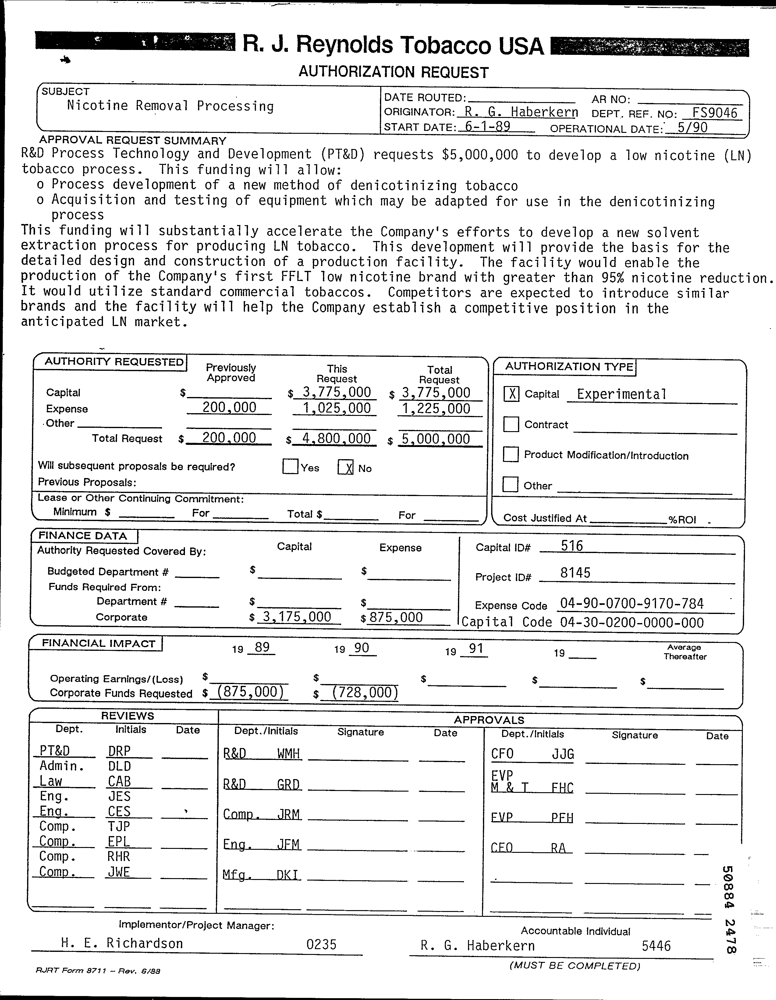 R. J. Reynolds Tobacco USA
AUTHORIZATION REQUEST
SUBJECT
Nicotine Removal Processing
DATE ROUTED:
AR NO:
ORIGINATOR: R. G. Haberkern DEPT. REF. NO: FS9046
START DATE: 6-1-89 OPERATIONAL DATE: 5/90
APPROVAL REQUEST SUMMARY
R&D Process Technology and Development (PT&D) requests $5,000,000 to develop a low nicotine (LN)
tobacco process. This funding will allow:
o Process development of a new method of denicotinizing tobacco
o Acquisition and testing of equipment which may be adapted for use in the denicotinizing
process
This funding will substantially accelerate the Company's efforts to develop a new solvent
extraction process for producing LN tobacco. This development will provide the basis for the
detailed design and construction of a production facility. The facility would enable the
production of the Company's first FFLT low nicotine brand with greater than 95% nicotine reduction.
It would utilize standard commercial tobaccos. Competitors are expected to introduce similar
brands and the facility will help the Company establish a competitive position in the
anticipated LN market.
AUTHORITY REQUESTED
Previously Approved This Request Total Request
Capital $ $ 3,775,000 $ 3,775,000
Expense 200,000 1,025,000 1,225,000
Other
Total Request $ 200,000 $ 4,800,000 $ 5,000,000
Will subsequent proposals be required? Yes X No
Previous Proposals:
Lease or Other Continuing Commitment:
Minimum $ For Total $ For
AUTHORIZATION TYPE
X Capital Experimental
Contract
Product Modification/Introduction
Other
Cost Justified At %ROI
FINANCE DATA
Authority Requested Covered By: Capital Expense
Budgeted Department # $ $
Funds Required From:
Department # $ $
Corporate $ 3,175,000 $ 875,000
Capital ID# 516
Project ID# 8145
Expense Code 04-90-0700-9170-784
Capital Code 04-30-0200-0000-000
FINANCIAL IMPACT
19 89 19 90 19 91 19 Average Thereafter
Operating Earnings/(Loss) $ $ $ $ $
Corporate Funds Requested $ (875,000) $ (728,000)
REVIEWS
APPROVALS
Dept. Initials Date Dept./Initials Signature Date Dept./Initials Signature Date
PT&D DRP
Admin. DLD
Law CAB
Eng. JES
Eng. CES
Comp. TJP
Comp. EPL
Comp. RHR
Comp. JWE
R&D WMH
R&D GRD
Comp. JRM
Eng. JFM
Mfg. DKI
CFO JJG
EVP
M & T FHC
EVP PFH
CEO RA
50884 2478
Implementor/Project Manager:
H. E. Richardson 0235
Accountable Individual
R. G. Haberkern 5446
(MUST BE COMPLETED)
RJRT Form 8711 -- Rev. 6/88